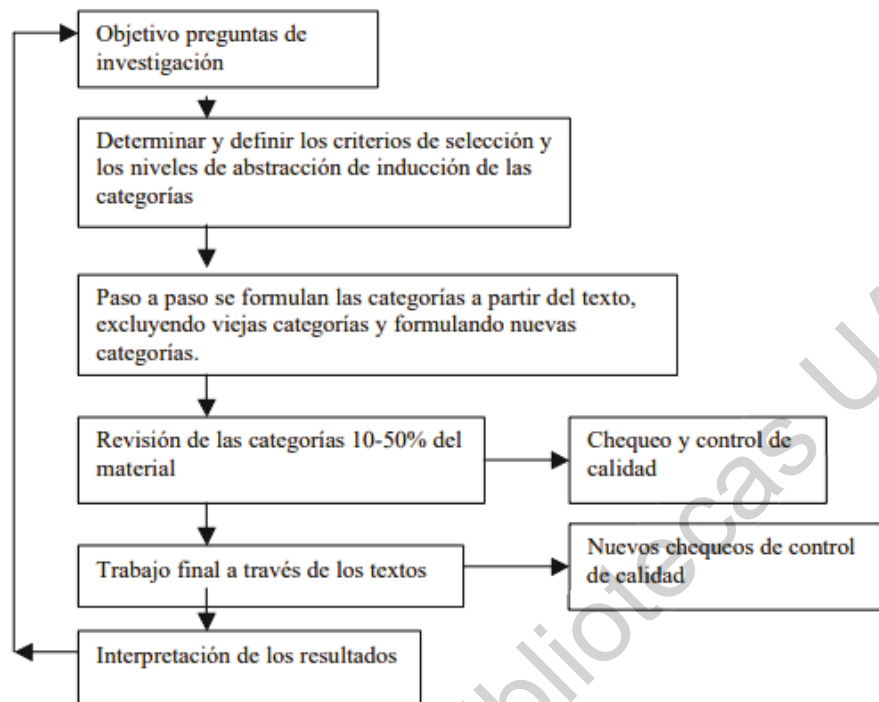 Objetivo preguntas de
investigación
Determinar y definir los criterios de selección y
los niveles de abstracción de inducción de las
categorías
Paso a paso se formulan las categorías a partir del texto,
excluyendo viejas categorías y formulando nuevas
categorías.
Revisión de las categorías 10-50% del
material
Chequeo y control de
calidad
Trabajo final a través de los textos
Nuevos chequeos de control
de calidad
Interpretación de los resultados